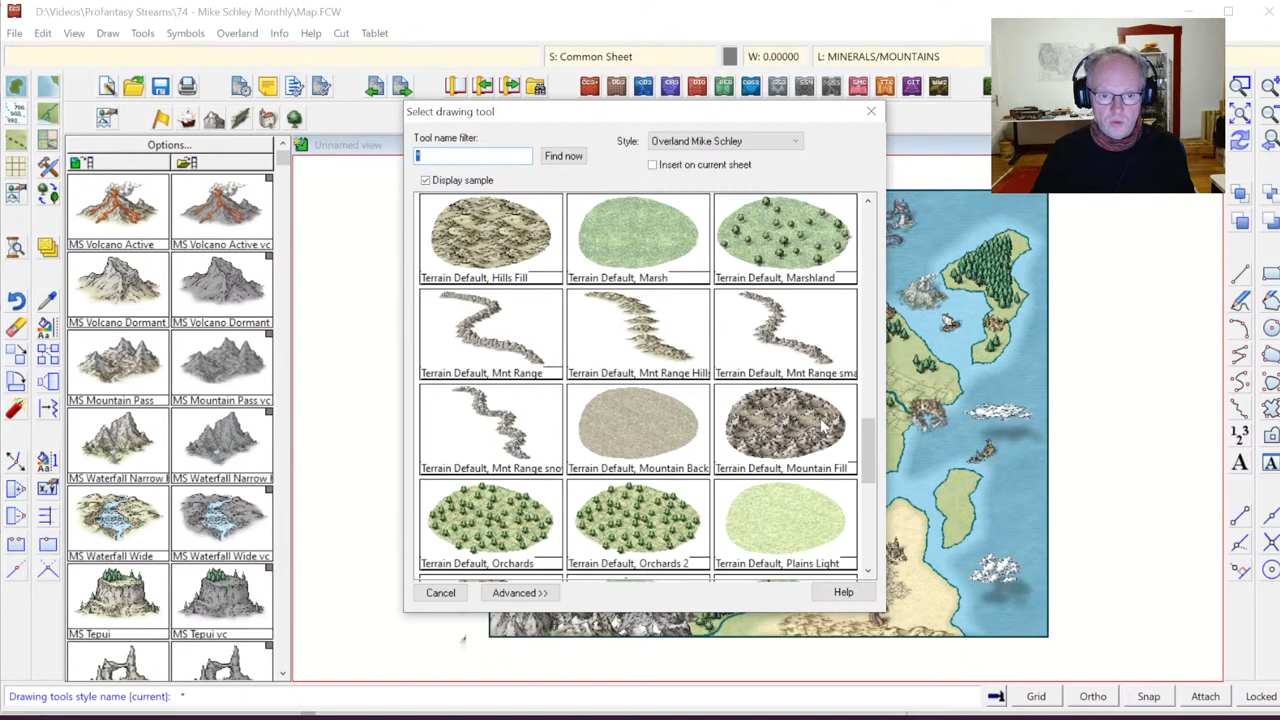 D:\Videos\Profantasy Streams\74 - Mike Schley Monthly\Map.FCW
File Edit View Draw Tools Symbols Overland Info Help Cut Tablet
S: Common Sheet W: 0.00000 L: MINERALS/MOUNTAINS
Options...
Unnamed view
MS Volcano Active MS Volcano Active vc
MS Volcano Dormant MS Volcano Dormant
MS Mountain Pass MS Mountain Pass vc
MS Waterfall Narrow MS Waterfall Narrow
MS Waterfall Wide MS Waterfall Wide vc
MS Tepui MS Tepui vc
Select drawing tool
Tool name filter:
*
Find now
Style: Overland Mike Schley
Insert on current sheet
Display sample
Terrain Default, Hills Fill Terrain Default, Marsh Terrain Default, Marshland
Terrain Default, Mnt Range Terrain Default, Mnt Range Hill Terrain Default, Mnt Range sma
Terrain Default, Mnt Range sno Terrain Default, Mountain Back Terrain Default, Mountain Fill
Terrain Default, Orchards Terrain Default, Orchards 2 Terrain Default, Plains Light
Cancel Advanced >> Help
1,2 3
A A
Drawing tools style name [current]: *
Grid Ortho Snap Attach Locked